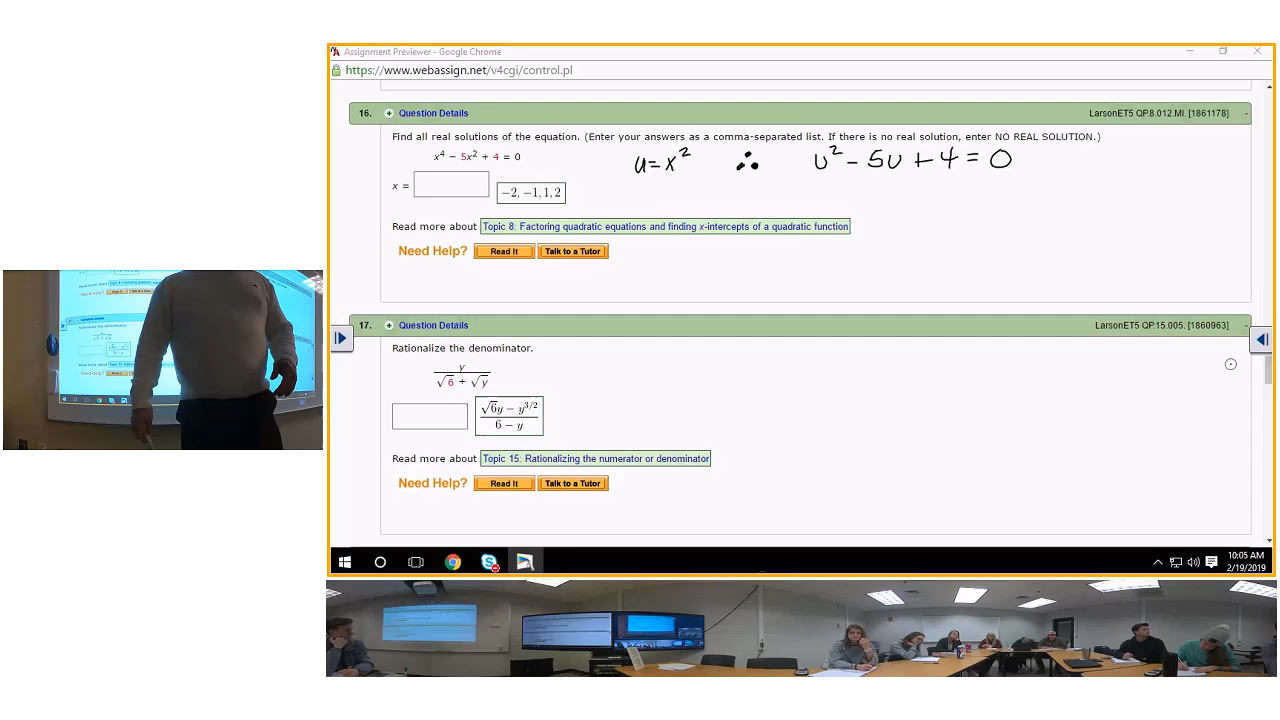 Assignment Previewer - Google Chrome
https://www.webassign.net/v4cgi/control.pl
16. Question Details LarsonET5 QP.8.012.MI. [1861178] -
Find all real solutions of the equation. (Enter your answers as a comma-separated list. If there is no real solution, enter NO REAL SOLUTION.)
x⁴ − 5x² + 4 = 0 u = x² ∴ u² − 5u + 4 = 0
x = −2, −1, 1, 2
Read more about Topic 8: Factoring quadratic equations and finding x-intercepts of a quadratic function
Need Help? Read It Talk to a Tutor
17. Question Details LarsonET5 QP.15.005. [1860963] -
Rationalize the denominator.
y
√6 + √y
√6y − y^3/2
6 − y
Read more about Topic 15: Rationalizing the numerator or denominator
Need Help? Read It Talk to a Tutor
10:05 AM
2/19/2019